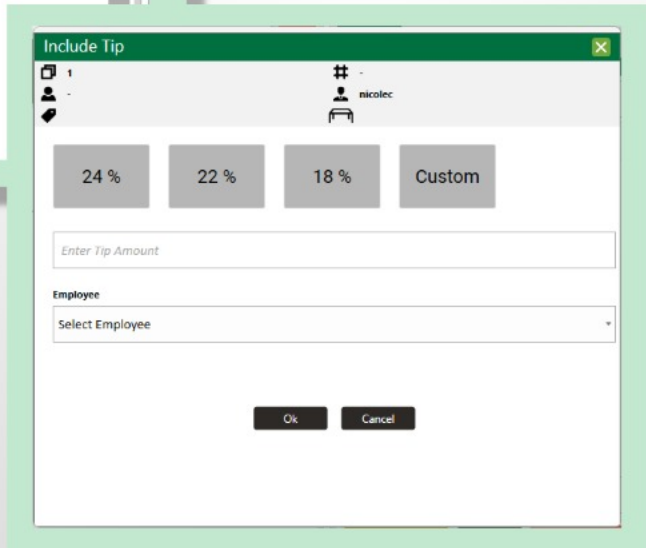 Include Tip
1 -
- nicolec
24 % 22 % 18 % Custom
Enter Tip Amount
Employee
Select Employee
Ok Cancel